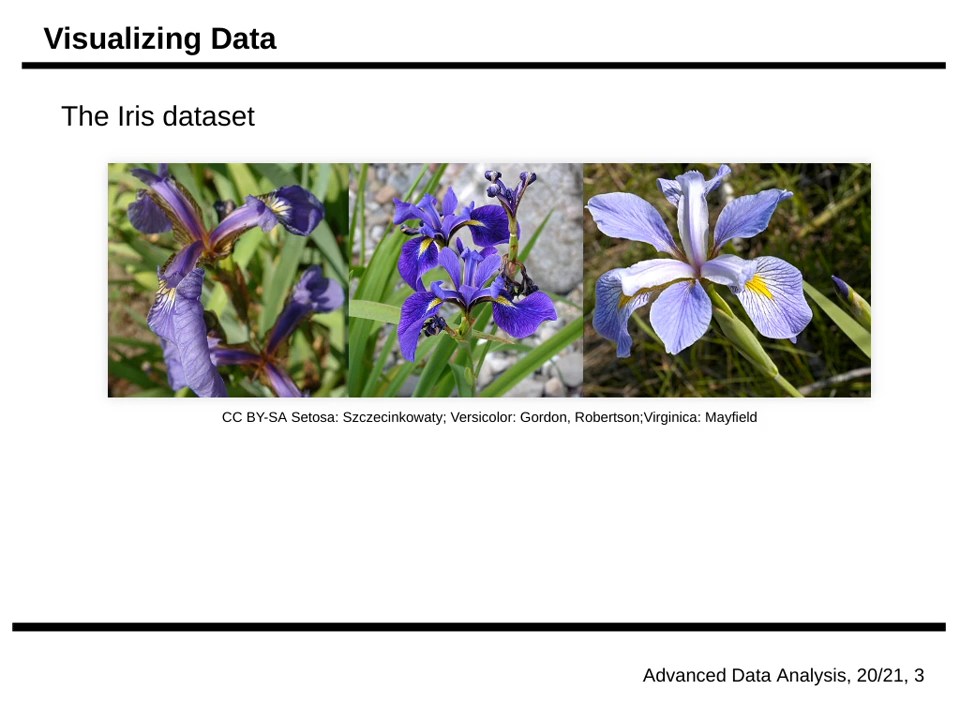 Visualizing Data
The Iris dataset
CC BY-SA Setosa: Szczecinkowaty; Versicolor: Gordon, Robertson;Virginica: Mayfield
Advanced Data Analysis, 20/21, 3